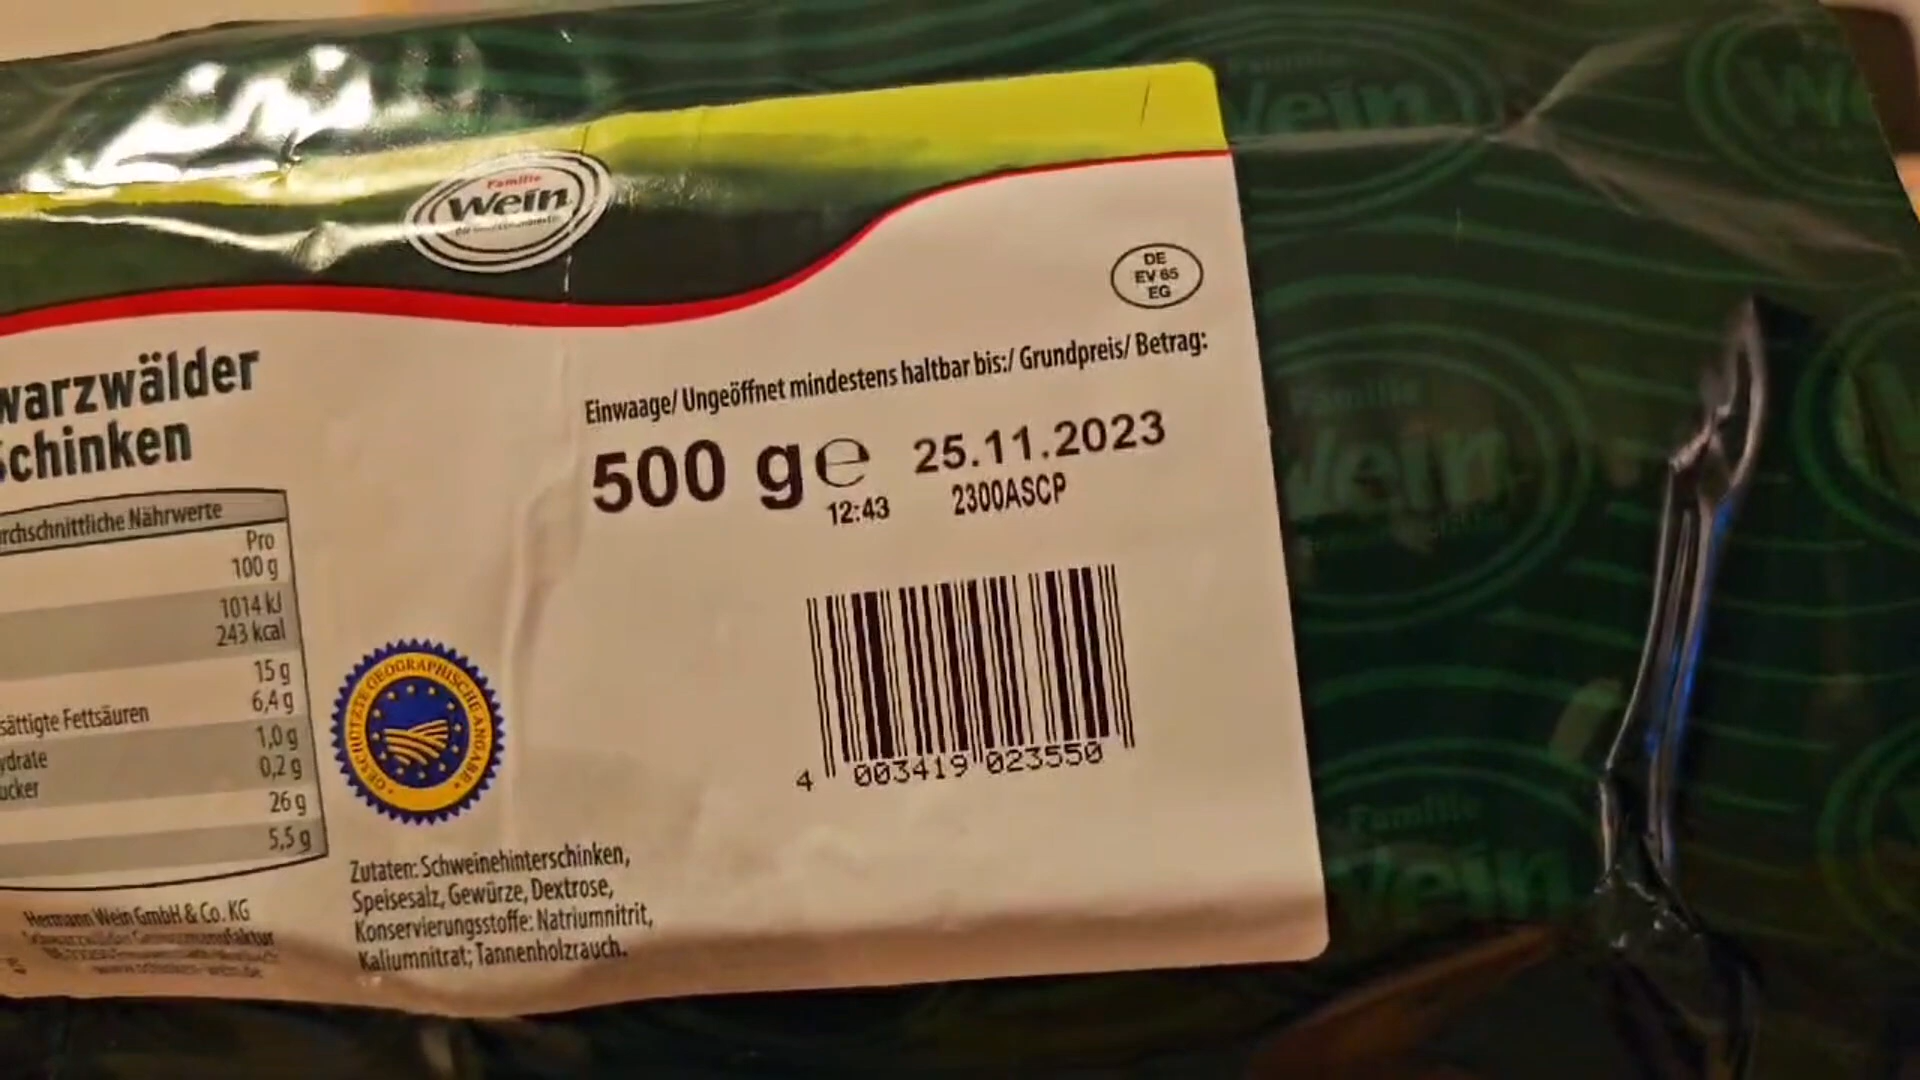 Familie
Wein
DE
EV 65
EG
Einwaage/ Ungeöffnet mindestens haltbar bis:/ Grundpreis/ Betrag:
500 g e 25.11.2023
12:43 2300ASCP
4 003419 023550
warzwälder
chinken
rchschnittliche Nährwerte
Pro
100 g
1014 kJ
243 kcal
15 g
sättigte Fettsäuren 6,4 g
ydrate 1,0 g
ucker 0,2 g
26 g
5,5 g
GESCHÜTZTE GEOGRAPHISCHE ANGABE
Zutaten: Schweinehinterschinken,
Speisesalz, Gewürze, Dextrose,
Konservierungsstoffe: Natriumnitrit,
Kaliumnitrat; Tannenholzrauch.
Hermann Wein GmbH & Co. KG
Wein
Familie
Wein
Familie
Wein